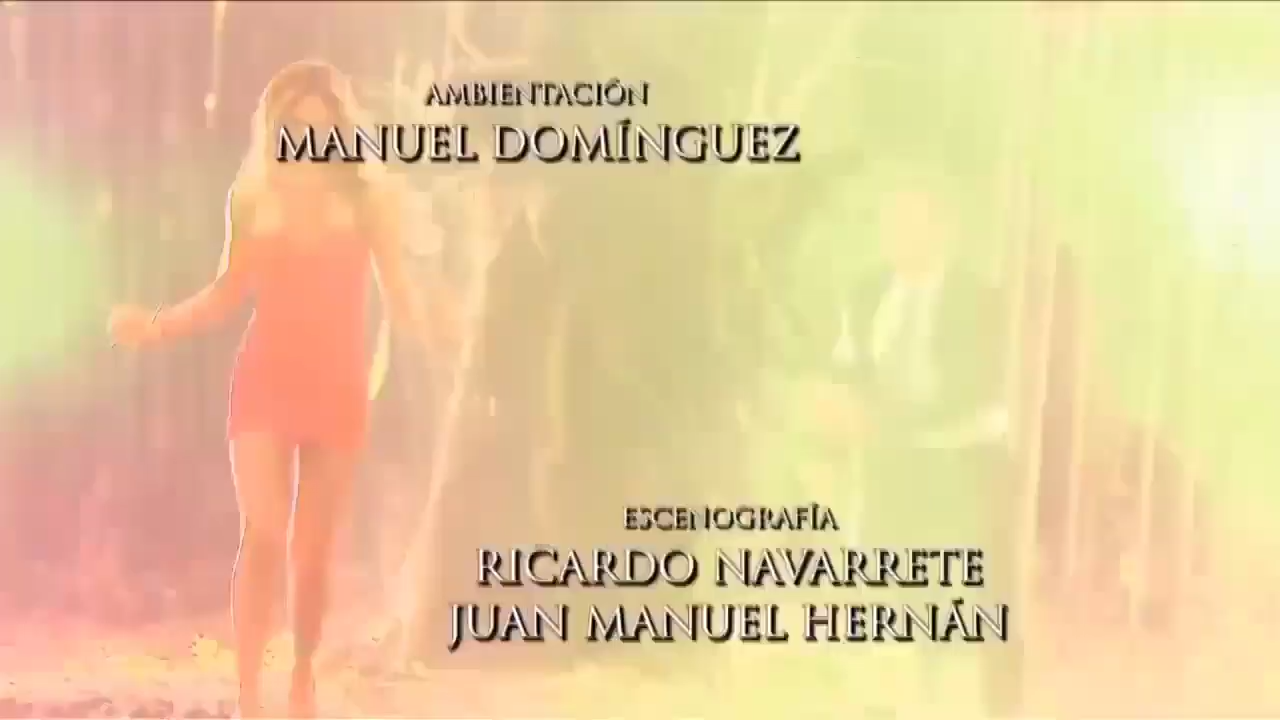 AMBIENTACIÓN
MANUEL DOMÍNGUEZ
ESCENOGRAFÍA
RICARDO NAVARRETE
JUAN MANUEL HERNÁN